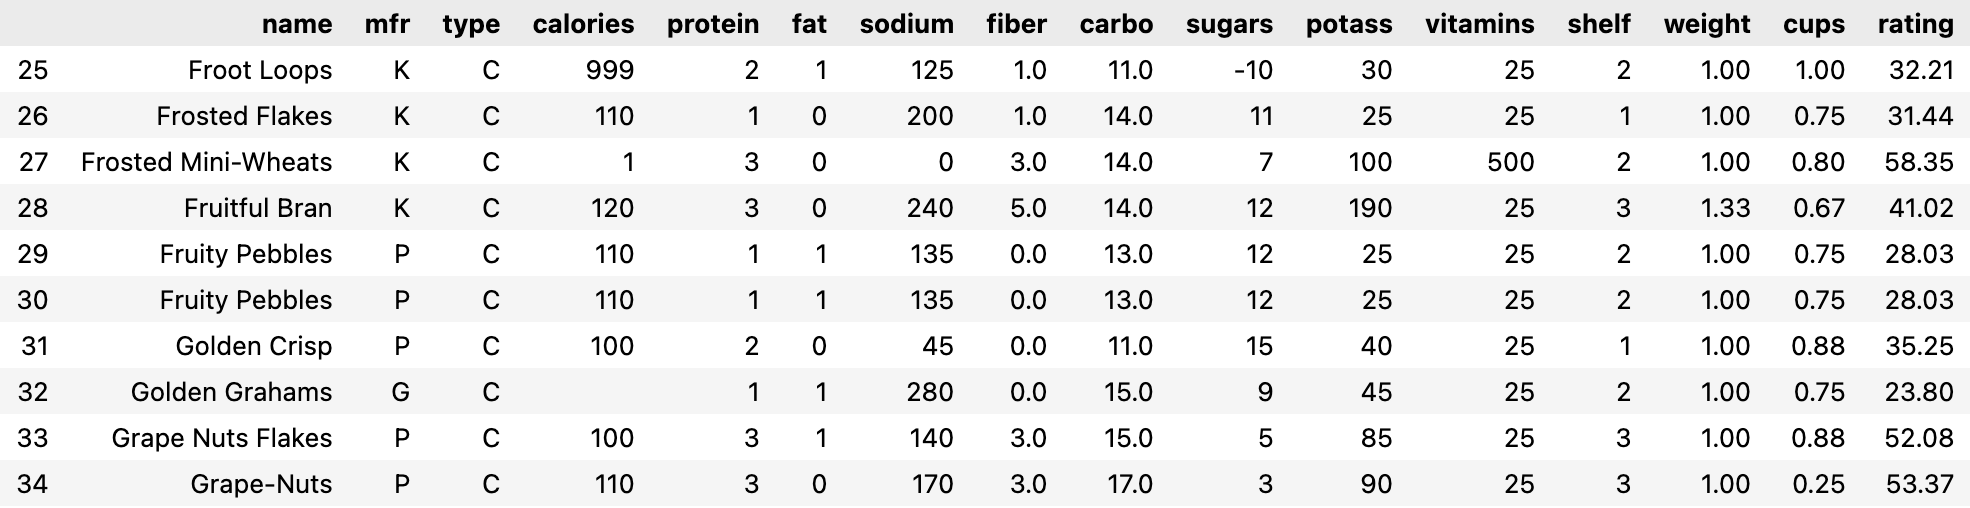 name mfr type calories protein fat sodium fiber carbo sugars potass vitamins shelf weight cups rating
25 Froot Loops K C 999 2 1 125 1.0 11.0 -10 30 25 2 1.00 1.00 32.21
26 Frosted Flakes K C 110 1 0 200 1.0 14.0 11 25 25 1 1.00 0.75 31.44
27 Frosted Mini-Wheats K C 1 3 0 0 3.0 14.0 7 100 500 2 1.00 0.80 58.35
28 Fruitful Bran K C 120 3 0 240 5.0 14.0 12 190 25 3 1.33 0.67 41.02
29 Fruity Pebbles P C 110 1 1 135 0.0 13.0 12 25 25 2 1.00 0.75 28.03
30 Fruity Pebbles P C 110 1 1 135 0.0 13.0 12 25 25 2 1.00 0.75 28.03
31 Golden Crisp P C 100 2 0 45 0.0 11.0 15 40 25 1 1.00 0.88 35.25
32 Golden Grahams G C 1 1 280 0.0 15.0 9 45 25 2 1.00 0.75 23.80
33 Grape Nuts Flakes P C 100 3 1 140 3.0 15.0 5 85 25 3 1.00 0.88 52.08
34 Grape-Nuts P C 110 3 0 170 3.0 17.0 3 90 25 3 1.00 0.25 53.37